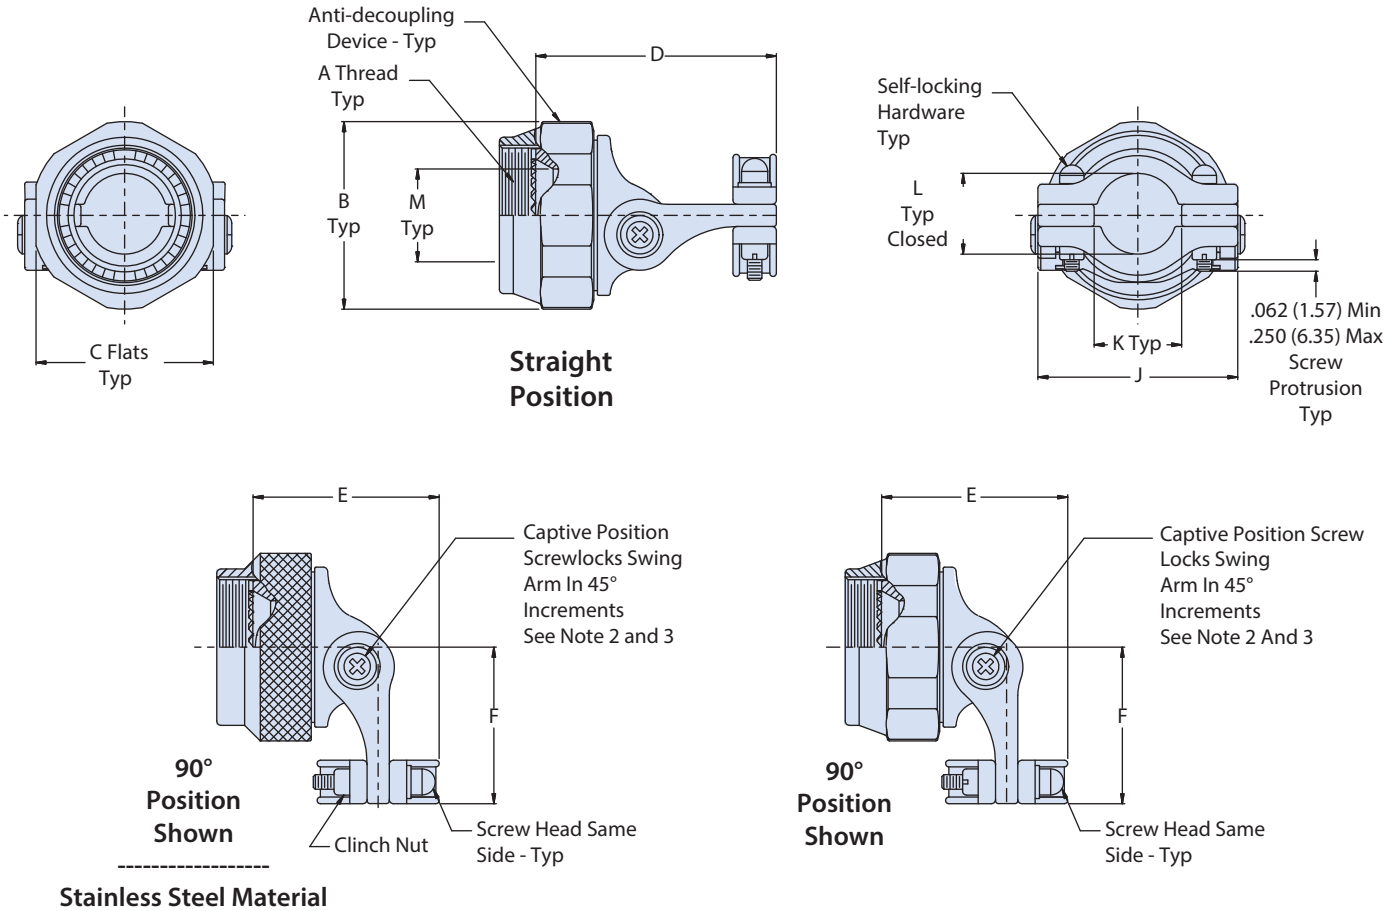 Anti-decoupling
Device - Typ
A Thread
Typ
D
B
Typ
M
Typ
C Flats
Typ
Straight
Position
Self-locking
Hardware
Typ
L
Typ
Closed
K Typ
J
.062 (1.57) Min
.250 (6.35) Max
Screw
Protrusion
Typ
E
Captive Position
Screwlocks Swing
Arm In 45°
Increments
See Note 2 and 3
F
90°
Position
Shown
Clinch Nut
Screw Head Same
Side - Typ
------------------
Stainless Steel Material
E
Captive Position Screw
Locks Swing
Arm In 45°
Increments
See Note 2 And 3
F
90°
Position
Shown
Screw Head Same
Side - Typ